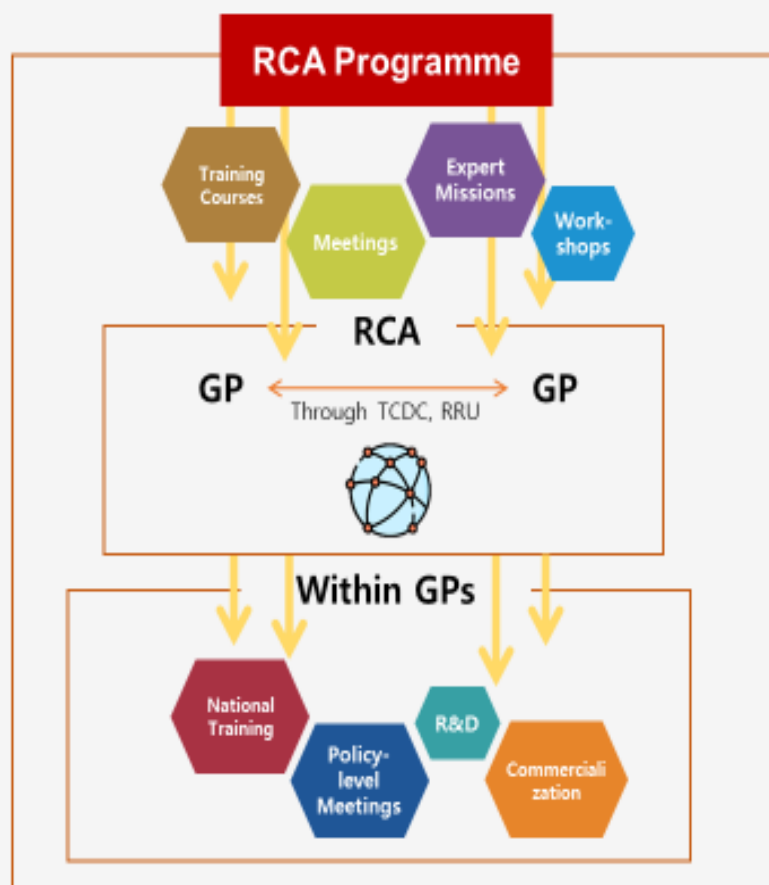 RCA Programme
Training
Courses
Expert
Missions
Meetings
Work-
shops
RCA
GP
GP
Through TCDC, RRU
Within GPs
National
Training
R&D
Policy-
level
Meetings
Commerciali
zation